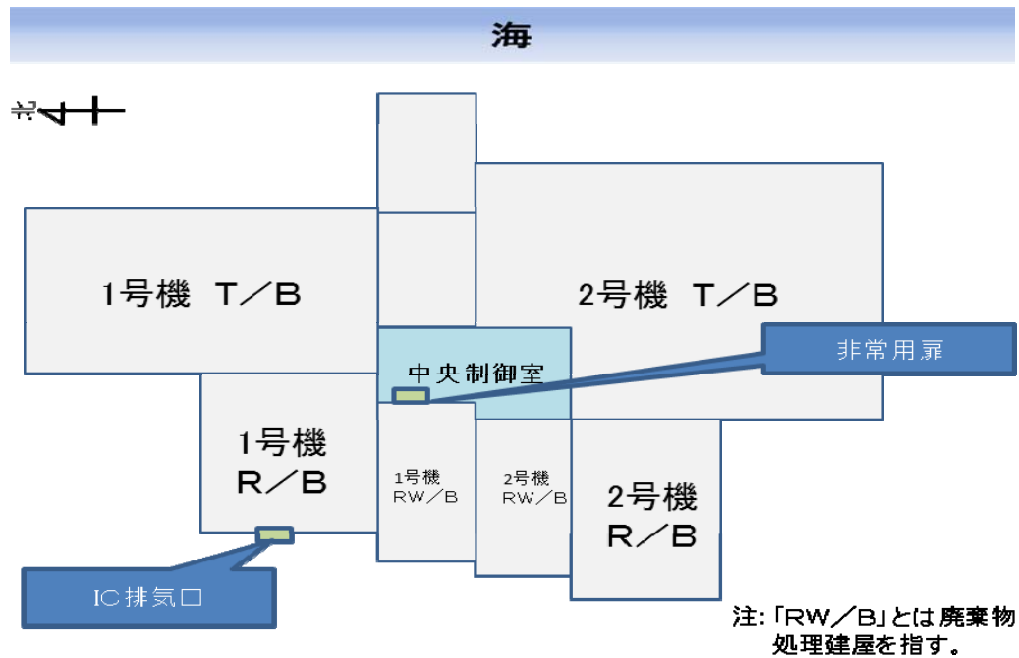 海
北
1号機 T／B
2号機 T／B
非常用扉
中央制御室
1号機
R／B
1号機
RW／B
2号機
RW／B
2号機
R／B
IC排気口
注:「RW／B」とは廃棄物
処理建屋を指す。